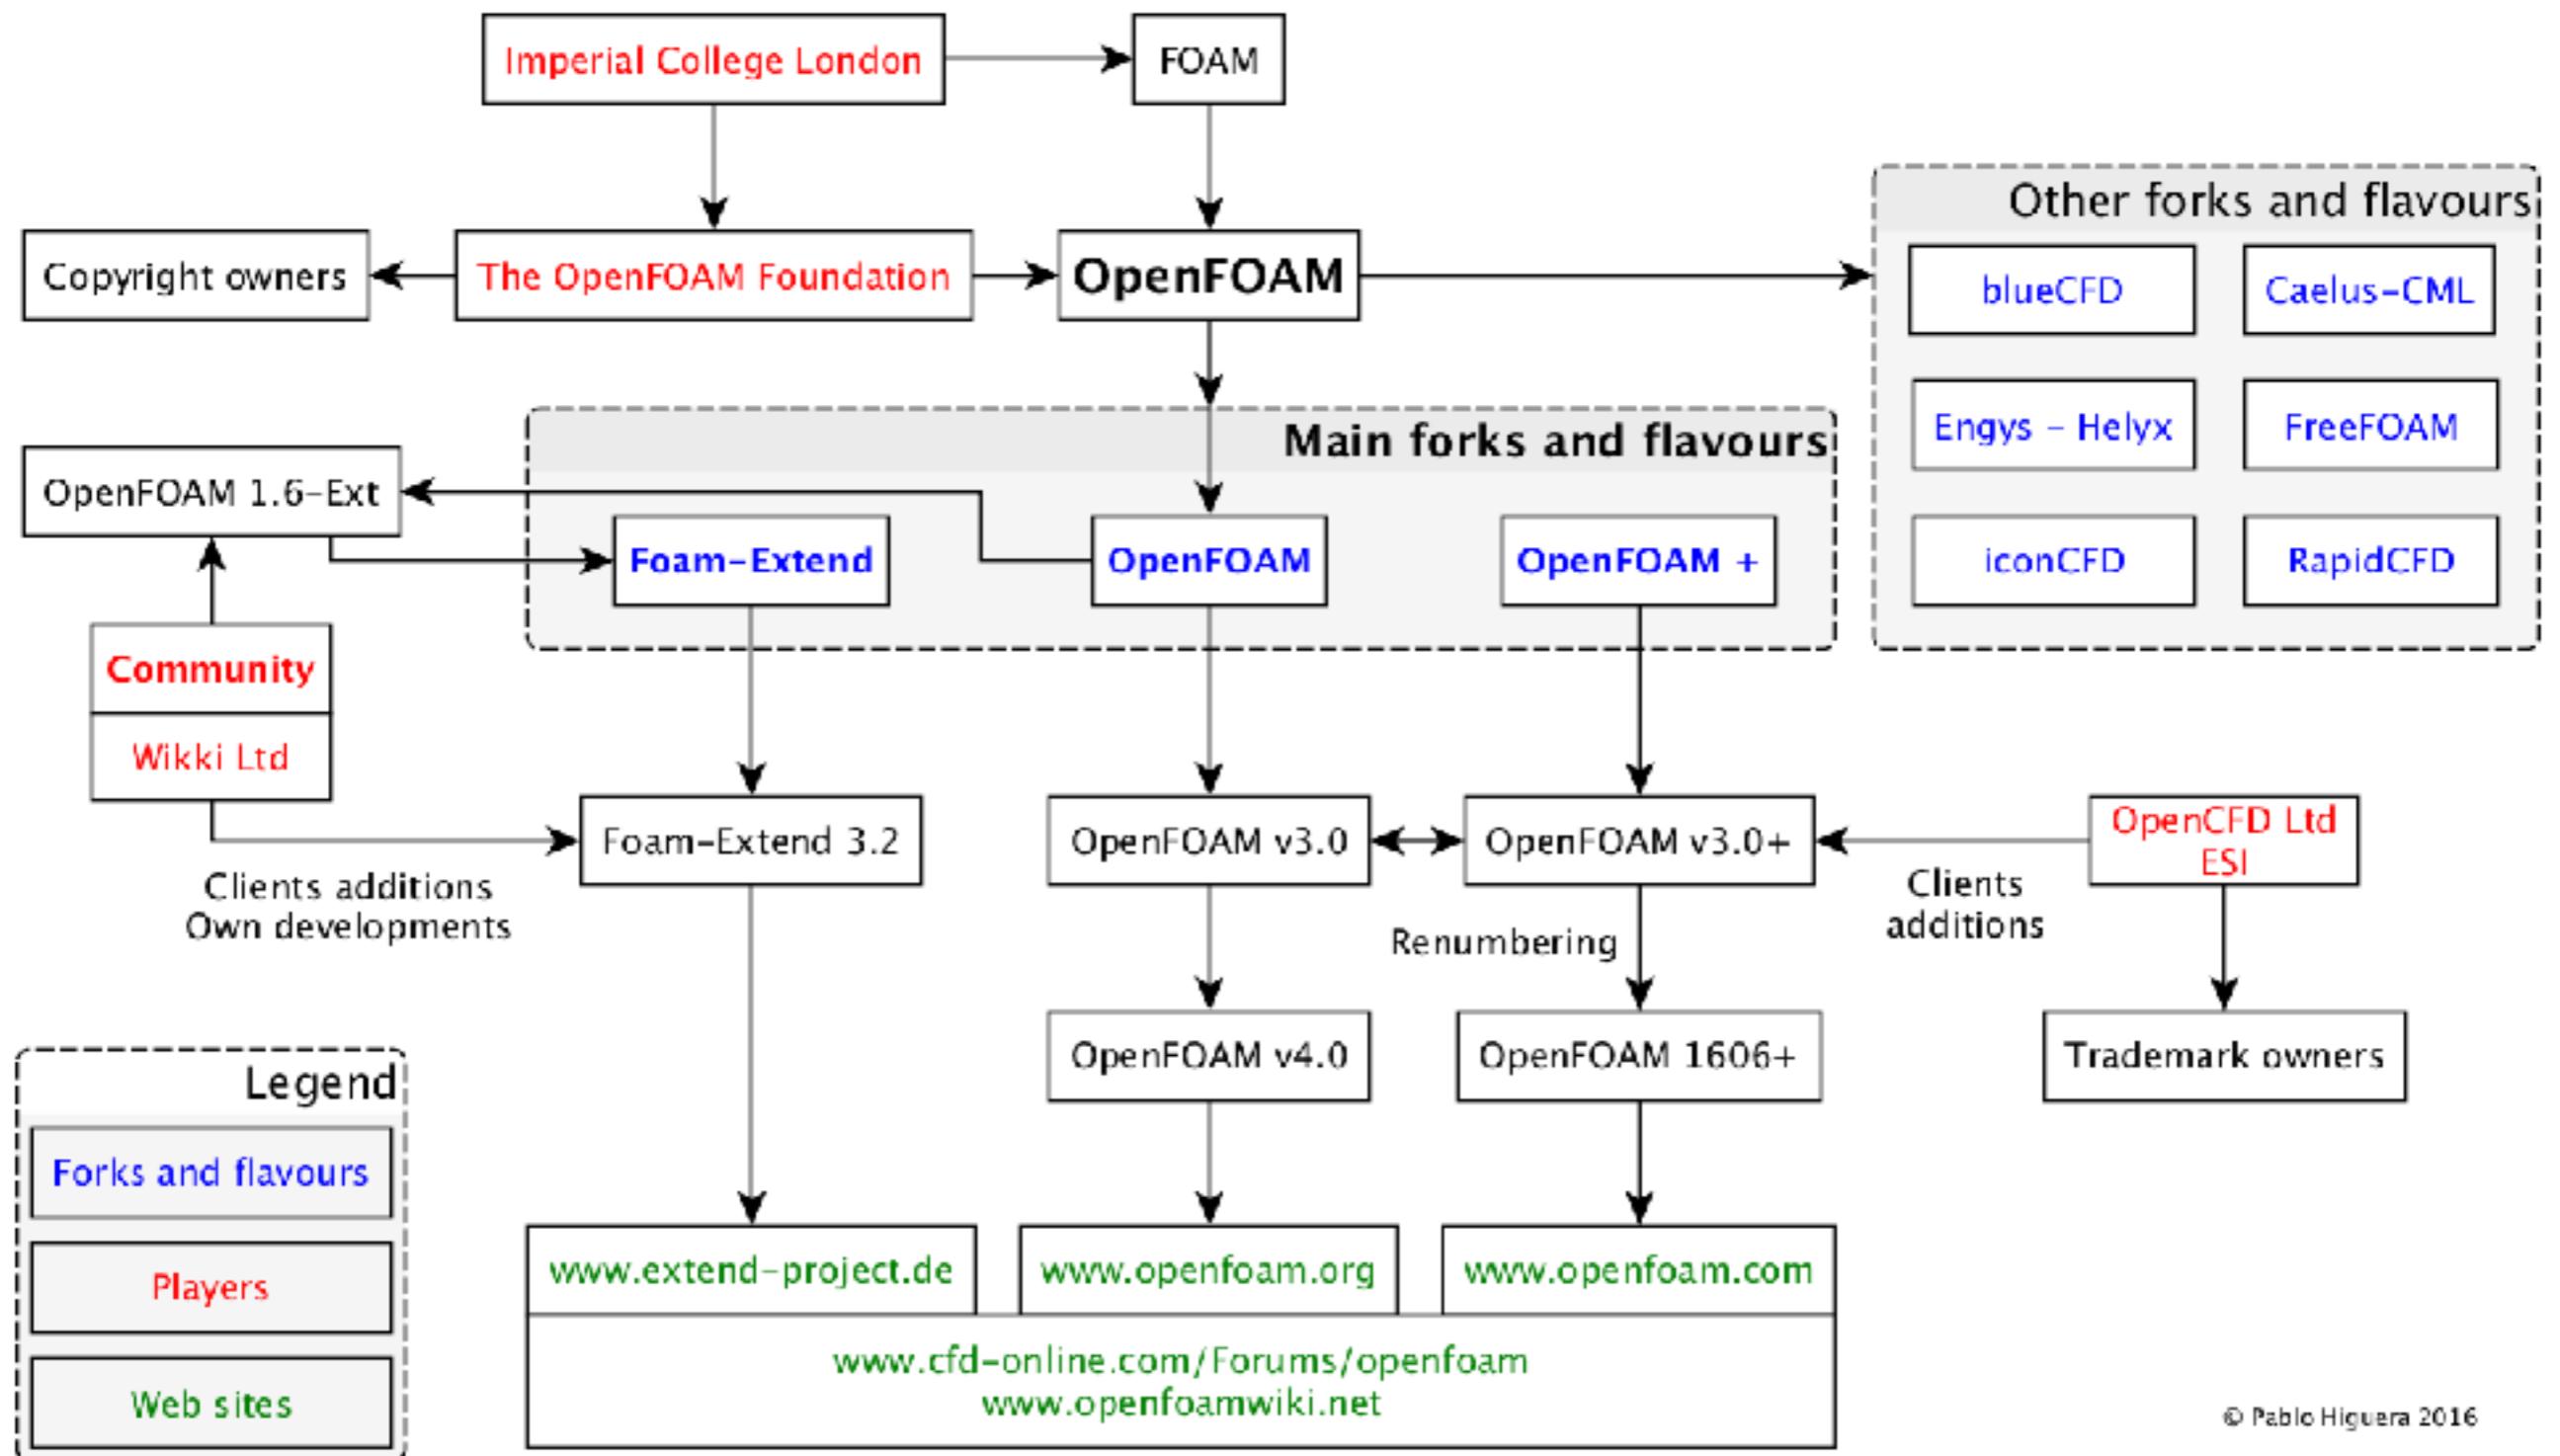 Imperial College London
FOAM
Other forks and flavours
Copyright owners
The OpenFOAM Foundation
OpenFOAM
blueCFD
Caelus-CML
Main forks and flavours
Engys - Helyx
FreeFOAM
OpenFOAM 1.6-Ext
Foam-Extend
OpenFOAM
OpenFOAM +
iconCFD
RapidCFD
Community
Wikki Ltd
Foam-Extend 3.2
OpenFOAM v3.0
OpenFOAM v3.0+
OpenCFD Ltd
ESI
Clients additions
Own developments
Clients
additions
Renumbering
OpenFOAM v4.0
OpenFOAM 1606+
Trademark owners
Legend
Forks and flavours
Players
Web sites
www.extend-project.de
www.openfoam.org
www.openfoam.com
www.cfd-online.com/Forums/openfoam
www.openfoamwiki.net
© Pablo Higuera 2016